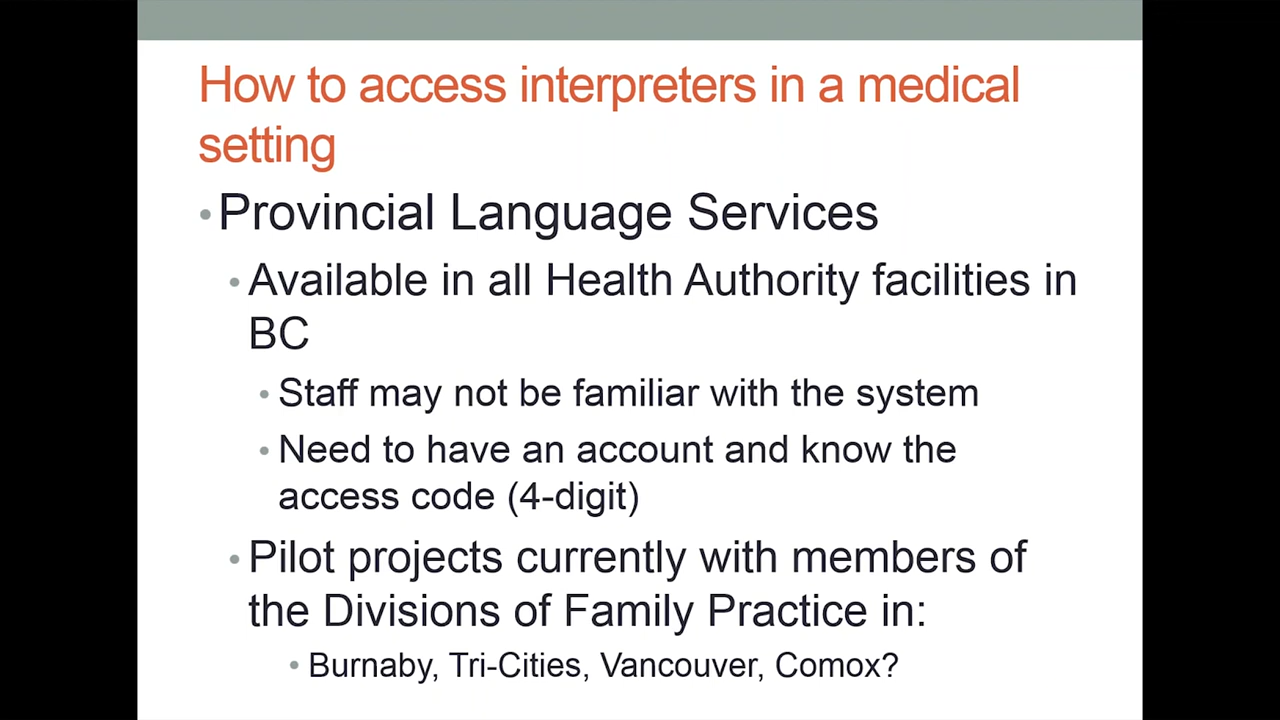 How to access interpreters in a medical
setting
• Provincial Language Services
• Available in all Health Authority facilities in
BC
• Staff may not be familiar with the system
• Need to have an account and know the
access code (4-digit)
• Pilot projects currently with members of
the Divisions of Family Practice in:
• Burnaby, Tri-Cities, Vancouver, Comox?